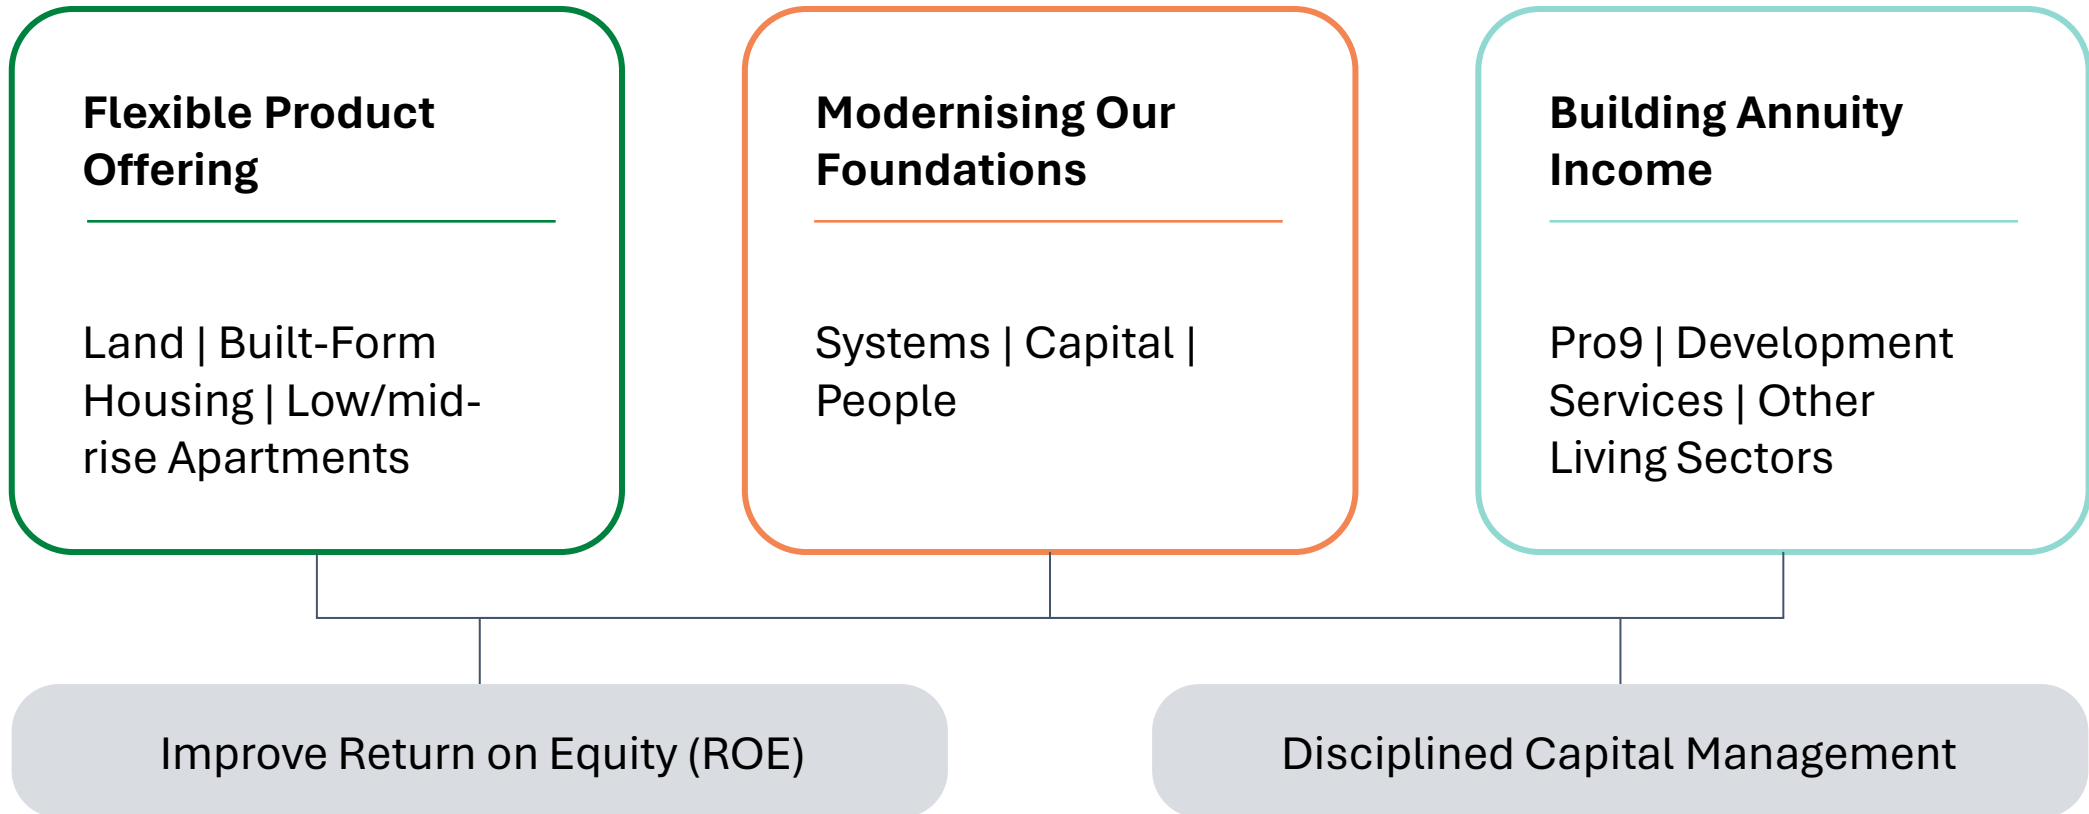 Flexible Product
Offering
Land | Built-Form
Housing | Low/mid-
rise Apartments
Modernising Our
Foundations
Systems | Capital |
People
Building Annuity
Income
Pro9 | Development
Services | Other
Living Sectors
Improve Return on Equity (ROE)
Disciplined Capital Management